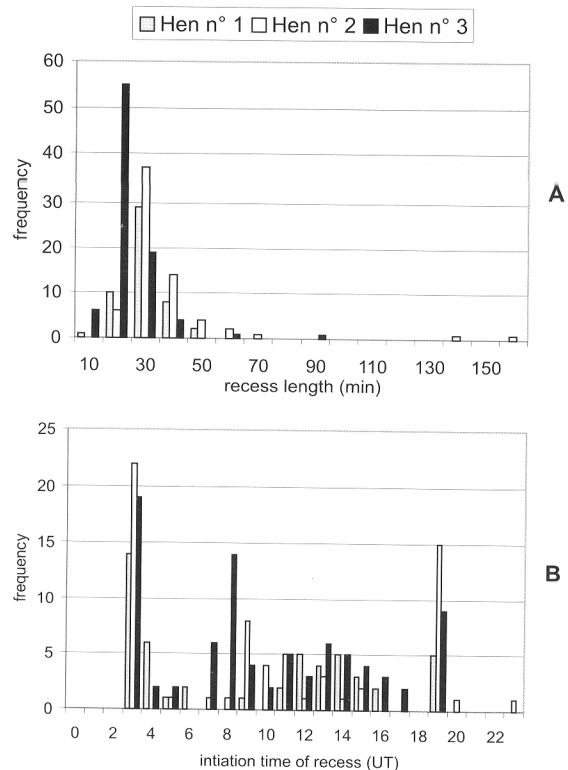 Hen n° 1 Hen n° 2 Hen n° 3
60
50
40
30
20
10
0
frequency
A
10 30 50 70 90 110 130 150
recess length (min)
25
20
15
10
5
0
frequency
B
0 2 4 6 8 10 12 14 16 18 20 22
intiation time of recess (UT)